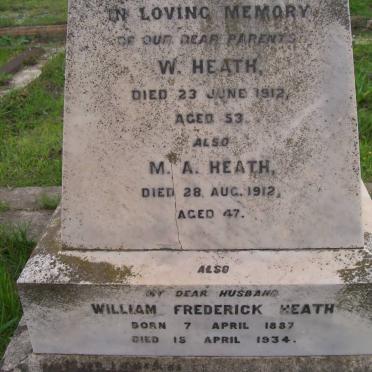 IN LOVING MEMORY
OF OUR DEAR PARENTS
W. HEATH,
DIED 23 JUNE 1912,
AGED 53.
ALSO
M. A. HEATH,
DIED 28 AUG. 1912,
AGED 47.
ALSO
MY DEAR HUSBAND
WILLIAM FREDERICK HEATH
BORN 7 APRIL 1887
DIED 15 APRIL 1934.